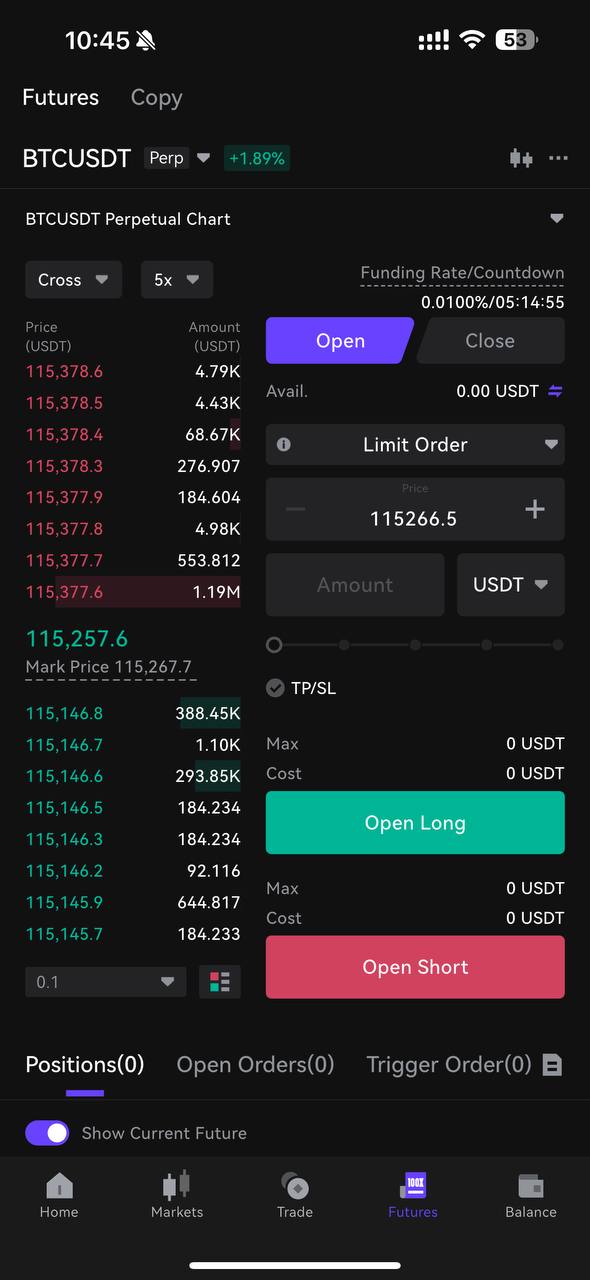 10:45
53
Futures Copy
BTCUSDT Perp +1.89%
BTCUSDT Perpetual Chart
Cross 5x
Funding Rate/Countdown
0.0100%/05:14:55
Price Amount
(USDT) (USDT)
115,378.6 4.79K
115,378.5 4.43K
115,378.4 68.67K
115,378.3 276.907
115,377.9 184.604
115,377.8 4.98K
115,377.7 553.812
115,377.6 1.19M
115,257.6
Mark Price 115,267.7
115,146.8 388.45K
115,146.7 1.10K
115,146.6 293.85K
115,146.5 184.234
115,146.3 184.234
115,146.2 92.116
115,145.9 644.817
115,145.7 184.233
0.1
Open Close
Avail. 0.00 USDT
Limit Order
Price
115266.5
Amount USDT
TP/SL
Max 0 USDT
Cost 0 USDT
Open Long
Max 0 USDT
Cost 0 USDT
Open Short
Positions(0) Open Orders(0) Trigger Order(0)
Show Current Future
100X
Home Markets Trade Futures Balance